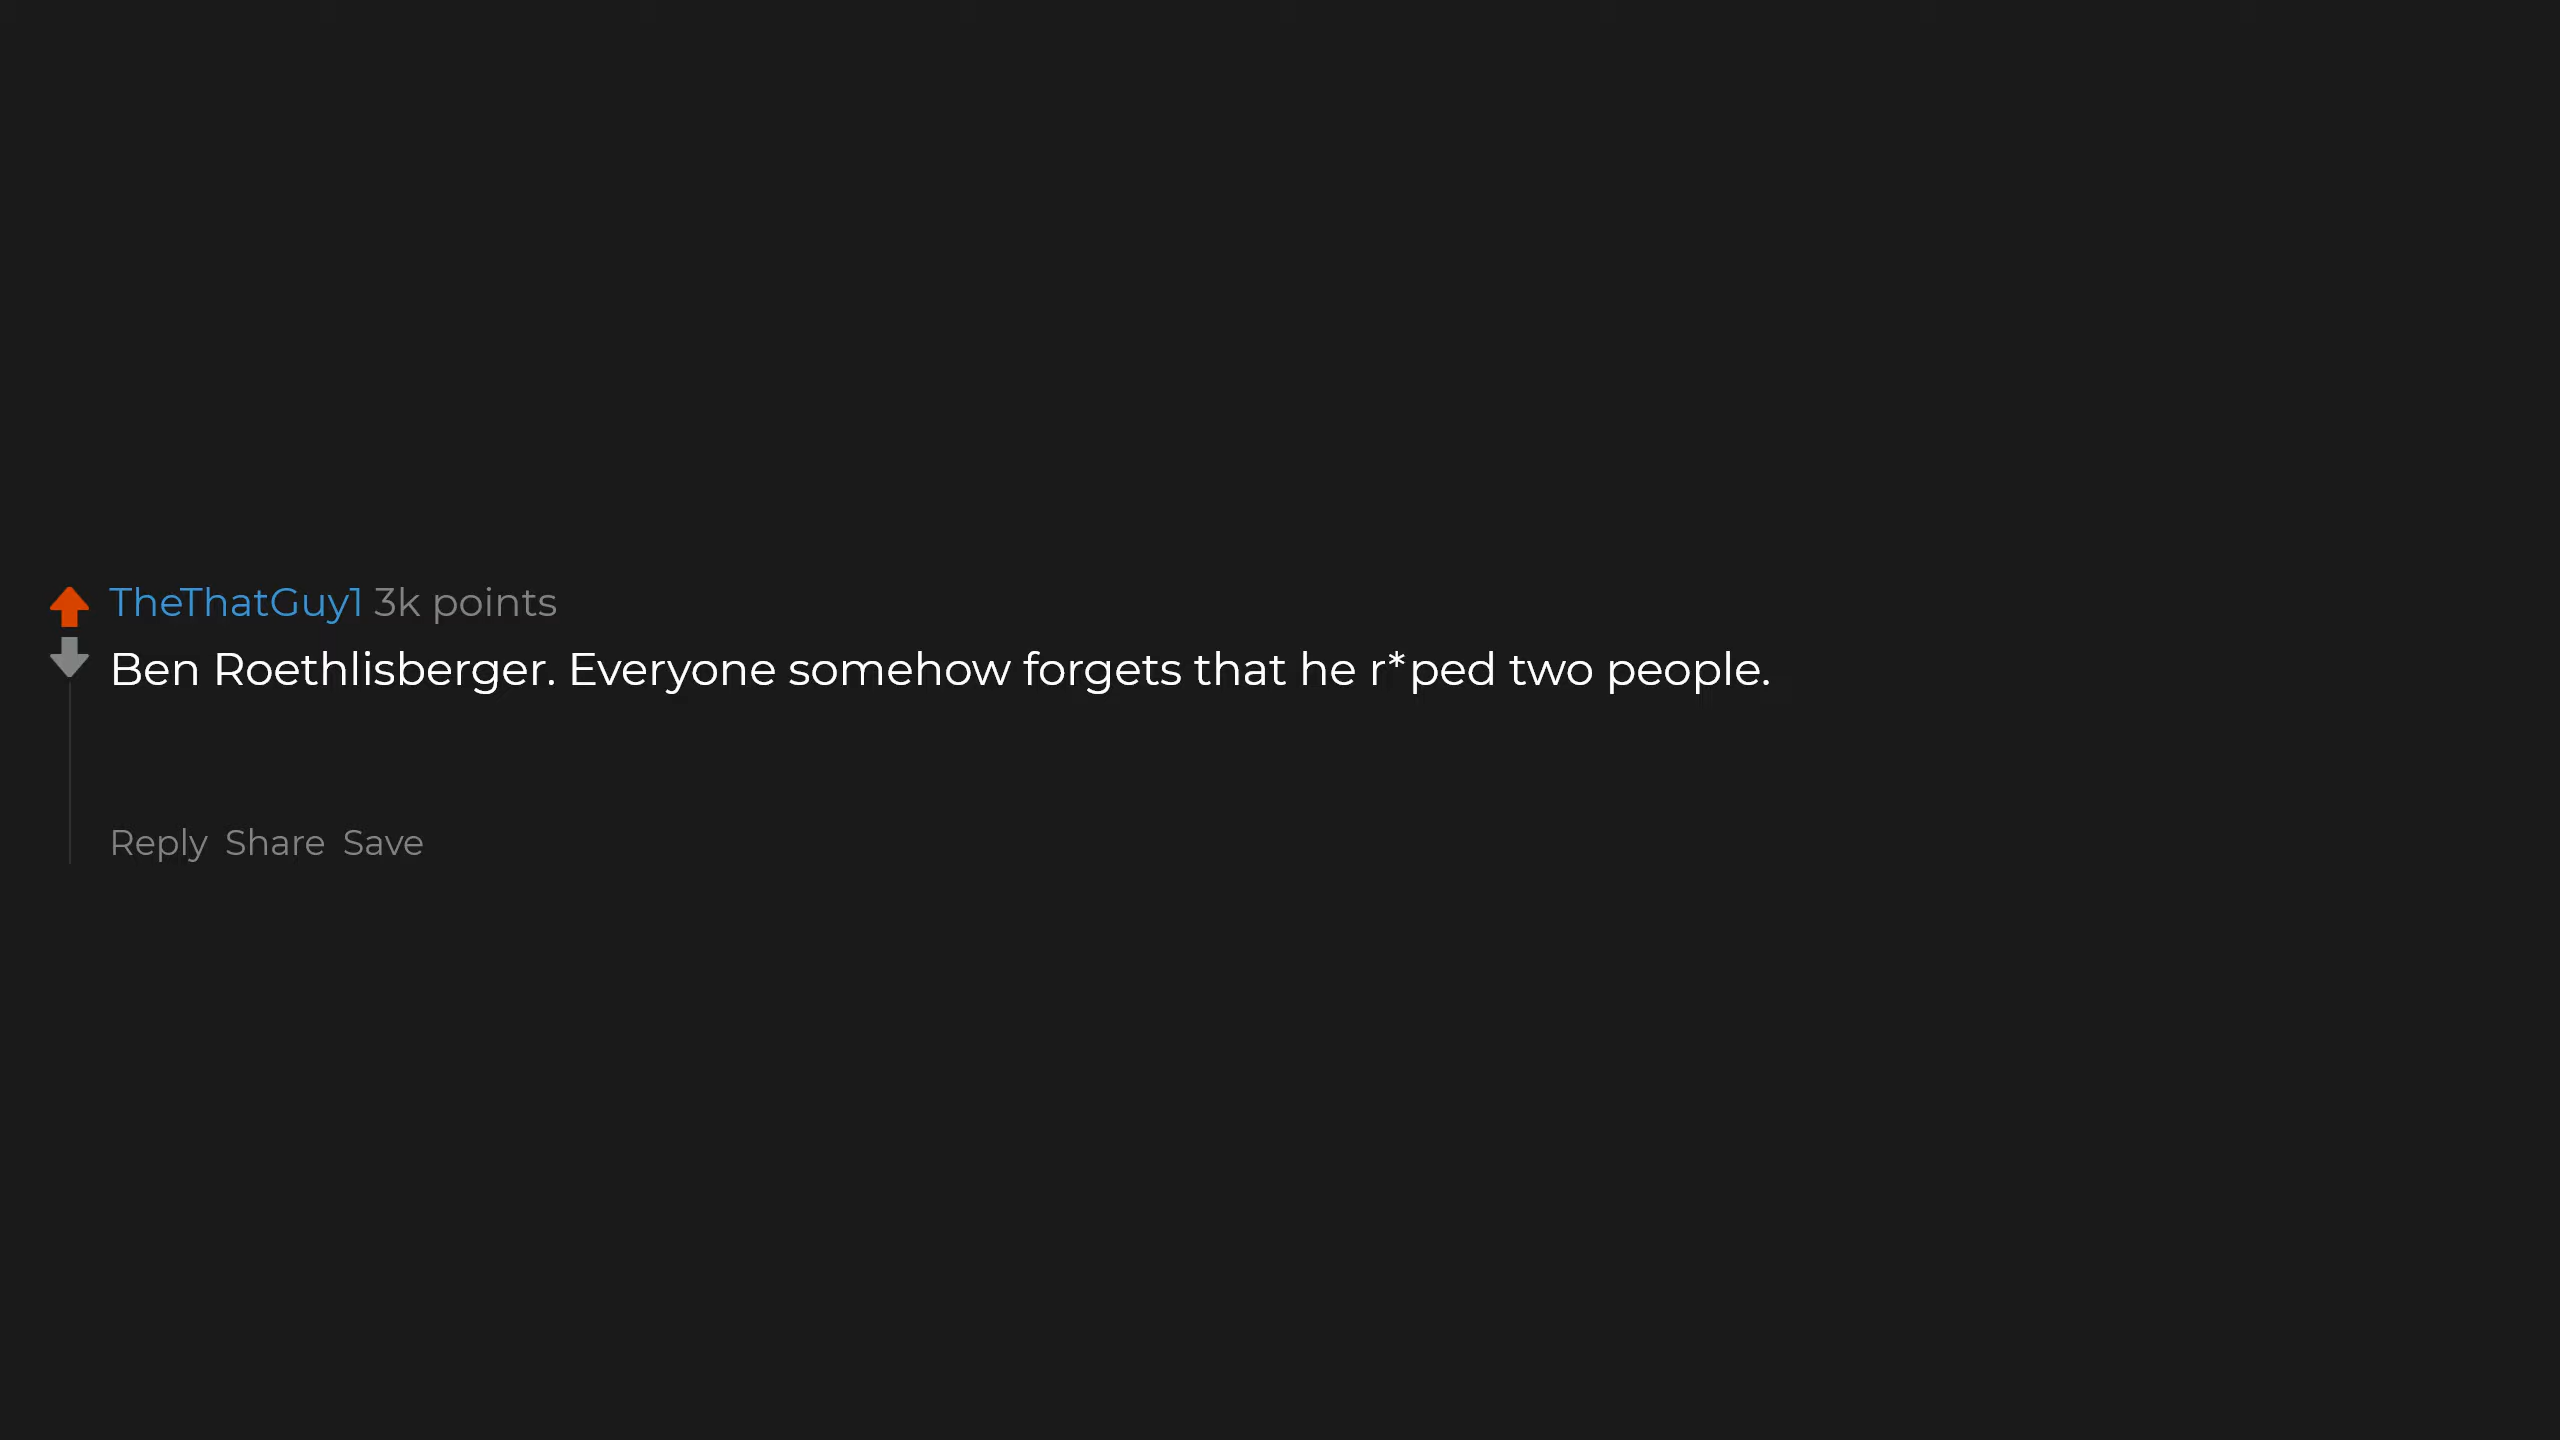 TheThatGuy1 3k points
Ben Roethlisberger. Everyone somehow forgets that he r*ped two people.
Reply Share Save